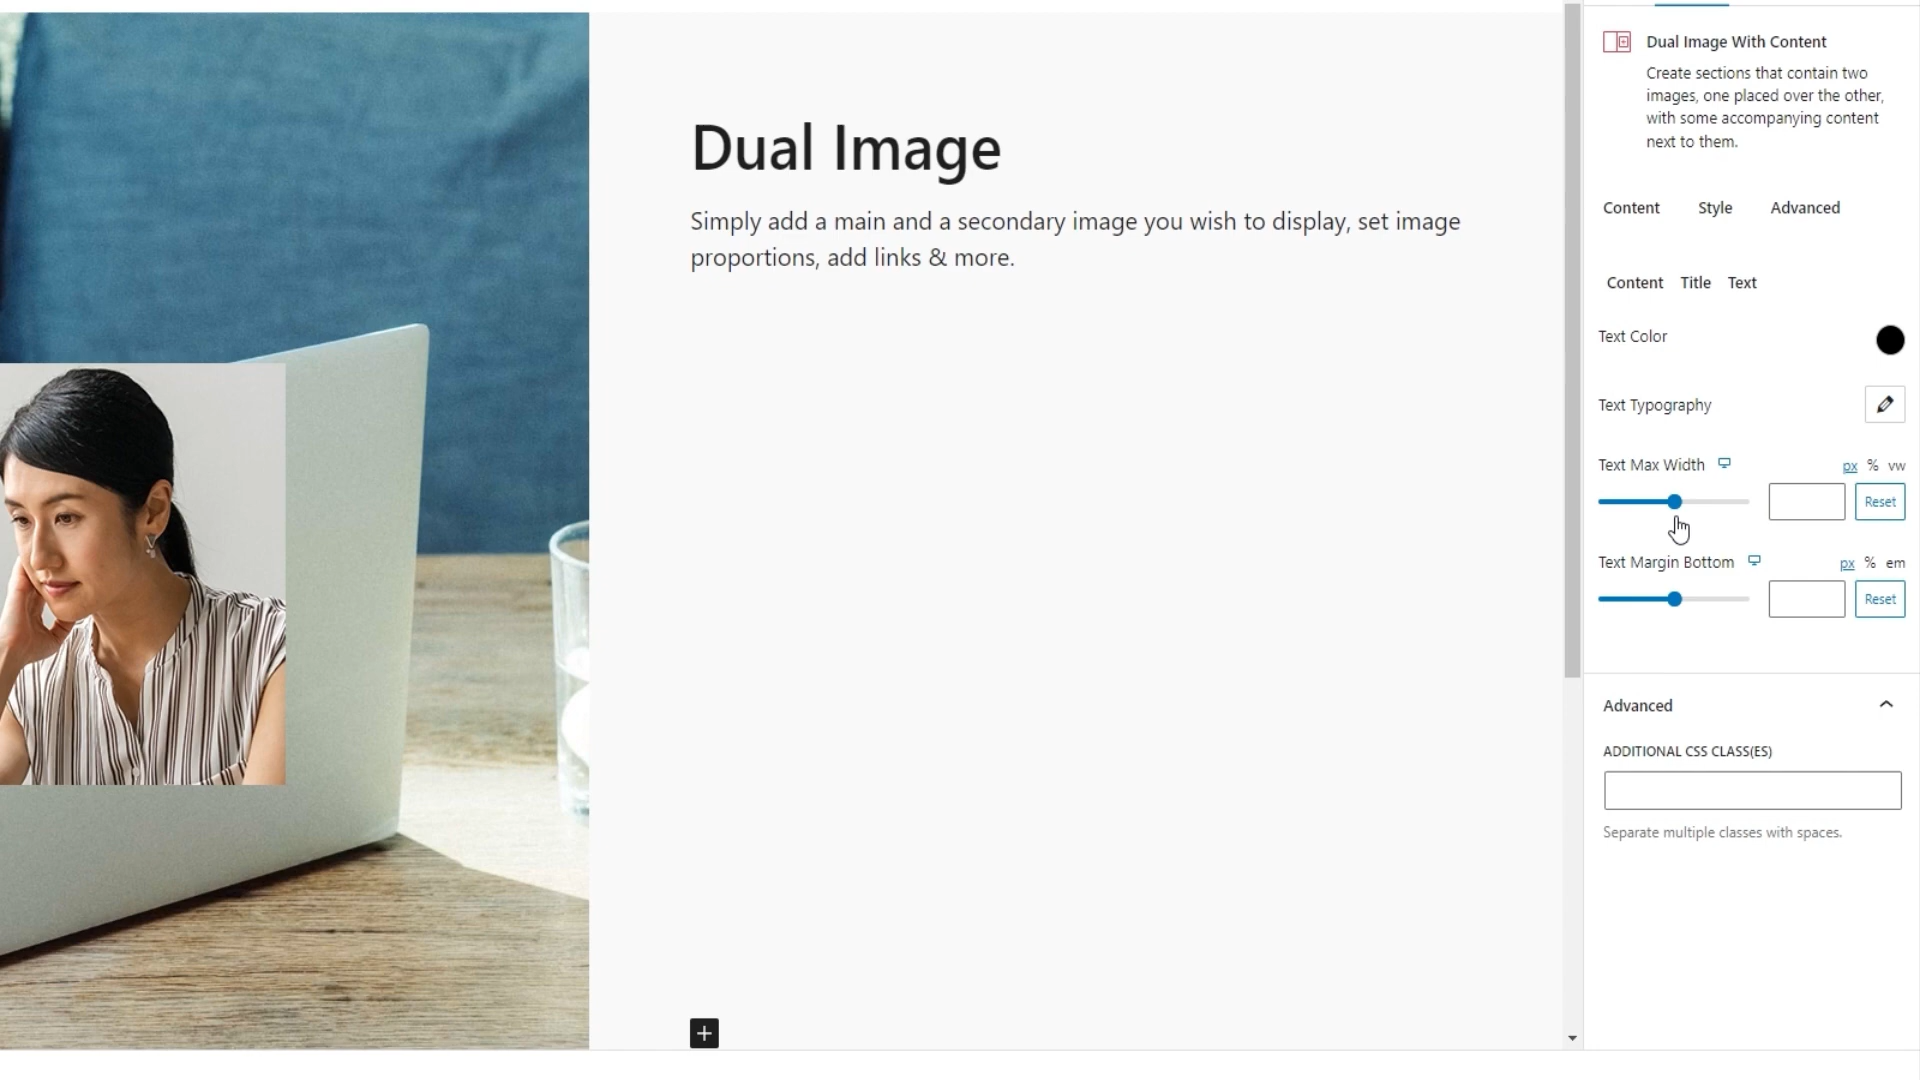 Dual Image
Simply add a main and a secondary image you wish to display, set image
proportions, add links & more.
Dual Image With Content
Create sections that contain two
images, one placed over the other,
with some accompanying content
next to them.
Content Style Advanced
Content Title Text
Text Color
Text Typography
Text Max Width px % vw
Reset
Text Margin Bottom px % em
Reset
Advanced
ADDITIONAL CSS CLASS(ES)
Separate multiple classes with spaces.